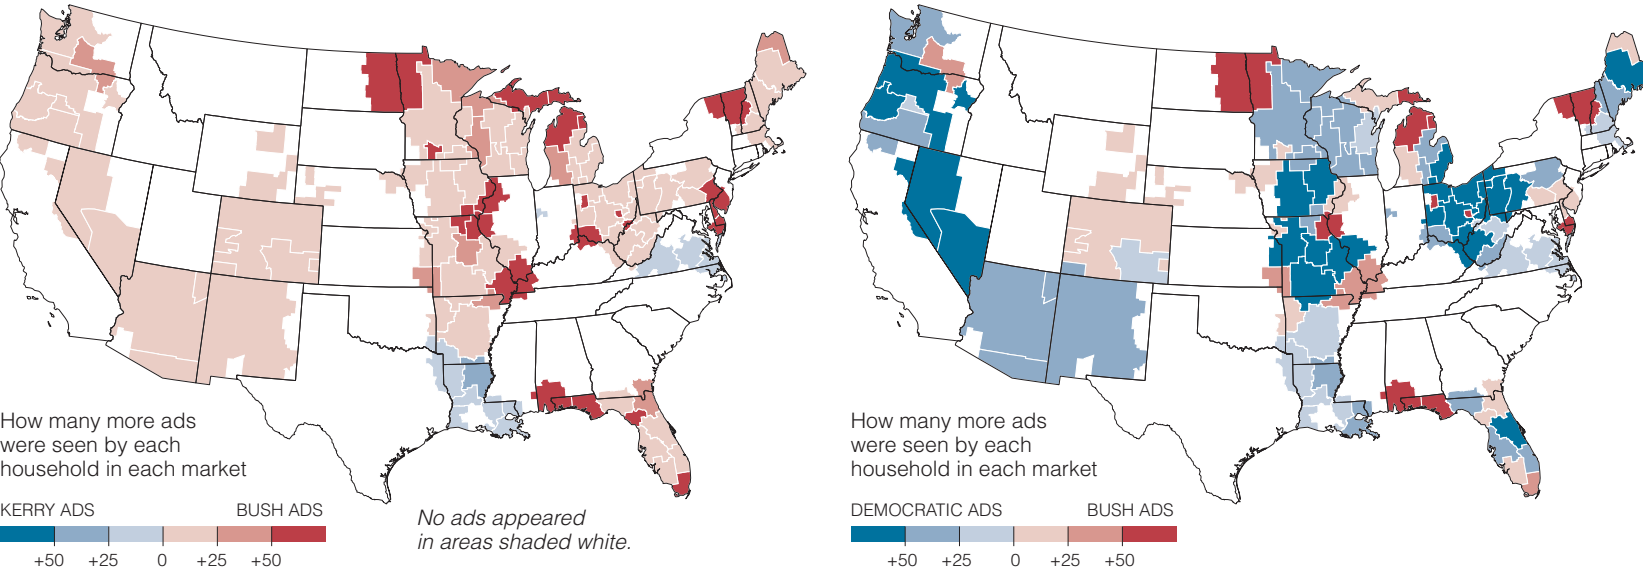 How many more ads
were seen by each
household in each market
KERRY ADS BUSH ADS
+50 +25 0 +25 +50
No ads appeared
in areas shaded white.
How many more ads
were seen by each
household in each market
DEMOCRATIC ADS BUSH ADS
+50 +25 0 +25 +50